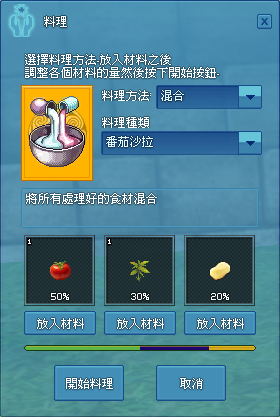 料理
選擇料理方法.放入材料之後
調整各個材料的量然後按下開始按鈕.
料理方法: 混合
料理種類
番茄沙拉
將所有處理好的食材混合
1 1
50% 30% 20%
放入材料 放入材料 放入材料
開始料理 取消